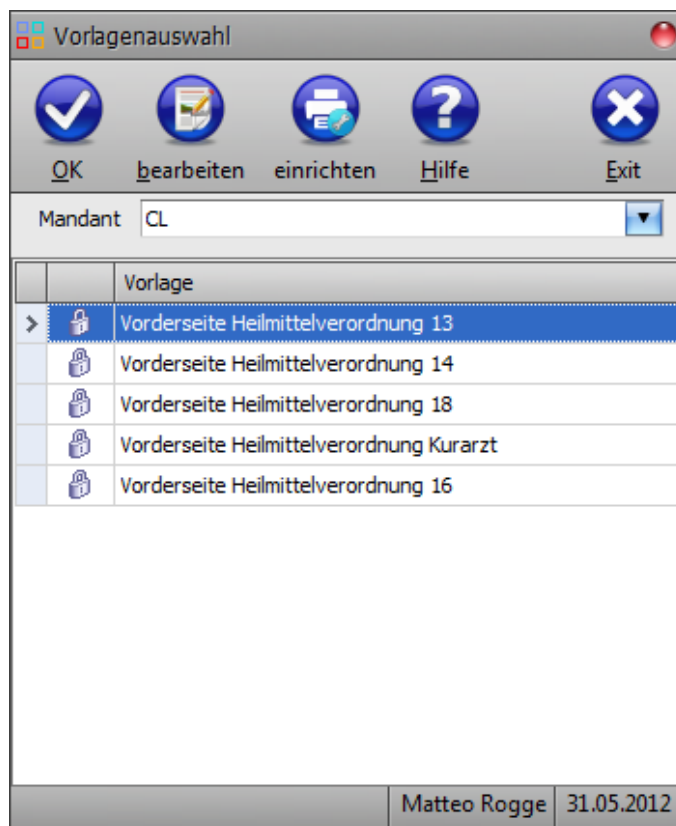 Vorlagenauswahl
OK bearbeiten einrichten Hilfe Exit
Mandant CL
Vorlage
Vorderseite Heilmittelverordnung 13
Vorderseite Heilmittelverordnung 14
Vorderseite Heilmittelverordnung 18
Vorderseite Heilmittelverordnung Kurarzt
Vorderseite Heilmittelverordnung 16
Matteo Rogge 31.05.2012